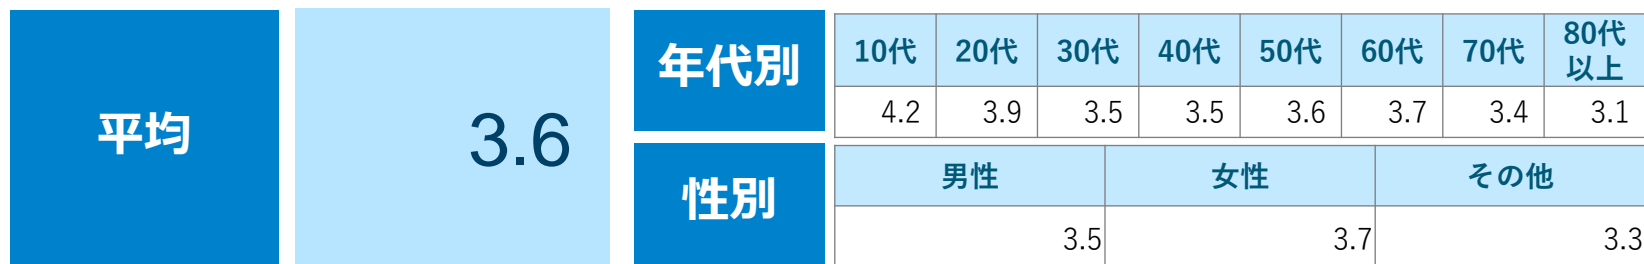 平均
3.6
年代別
10代 20代 30代 40代 50代 60代 70代 80代
以上
4.2 3.9 3.5 3.5 3.6 3.7 3.4 3.1
性別
男性 女性 その他
3.5 3.7 3.3